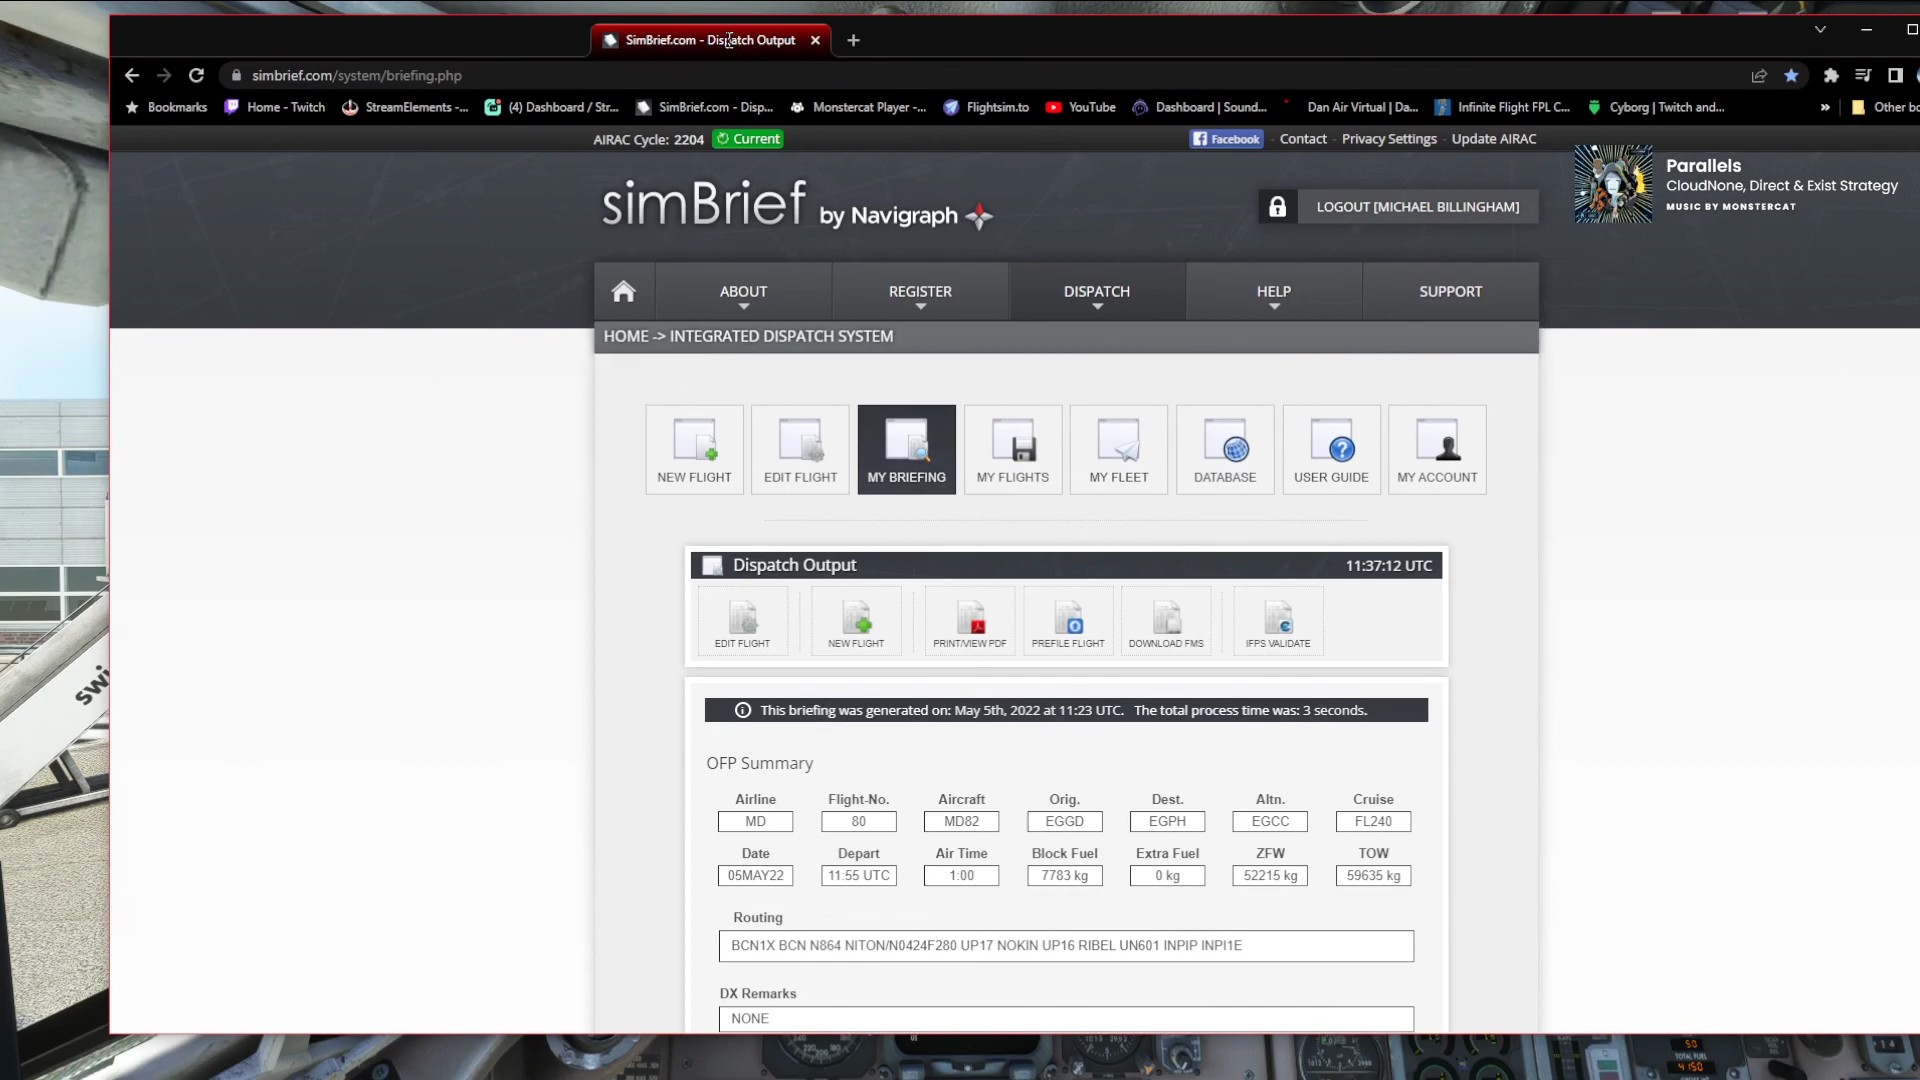 SimBrief.com - Dispatch Output
simbrief.com/system/briefing.php
Bookmarks
Home - Twitch
StreamElements -...
(4) Dashboard / Str...
SimBrief.com - Disp...
Monstercat Player -...
Flightsim.to
YouTube
Dashboard | Sound...
Dan Air Virtual | Da...
Infinite Flight FPL C...
Cyborg | Twitch and...
»
Other bo
AIRAC Cycle: 2204 Current
Facebook - Contact - Privacy Settings - Update AIRAC
simBrief by Navigraph
LOGOUT [MICHAEL BILLINGHAM]
Parallels
CloudNone, Direct & Exist Strategy
MUSIC BY MONSTERCAT
ABOUT
REGISTER
DISPATCH
HELP
SUPPORT
HOME -> INTEGRATED DISPATCH SYSTEM
NEW FLIGHT
EDIT FLIGHT
MY BRIEFING
MY FLIGHTS
MY FLEET
DATABASE
USER GUIDE
MY ACCOUNT
Dispatch Output
11:37:12 UTC
EDIT FLIGHT
NEW FLIGHT
PRINT/VIEW PDF
PREFILE FLIGHT
DOWNLOAD FMS
IFPS VALIDATE
This briefing was generated on: May 5th, 2022 at 11:23 UTC. The total process time was: 3 seconds.
OFP Summary
Airline Flight-No. Aircraft Orig. Dest. Altn. Cruise
MD 80 MD82 EGGD EGPH EGCC FL240
Date Depart Air Time Block Fuel Extra Fuel ZFW TOW
05MAY22 11:55 UTC 1:00 7783 kg 0 kg 52215 kg 59635 kg
Routing
BCN1X BCN N864 NITON/N0424F280 UP17 NOKIN UP16 RIBEL UN601 INPIP INPI1E
DX Remarks
NONE
swi
50
TOTAL FUEL
4150